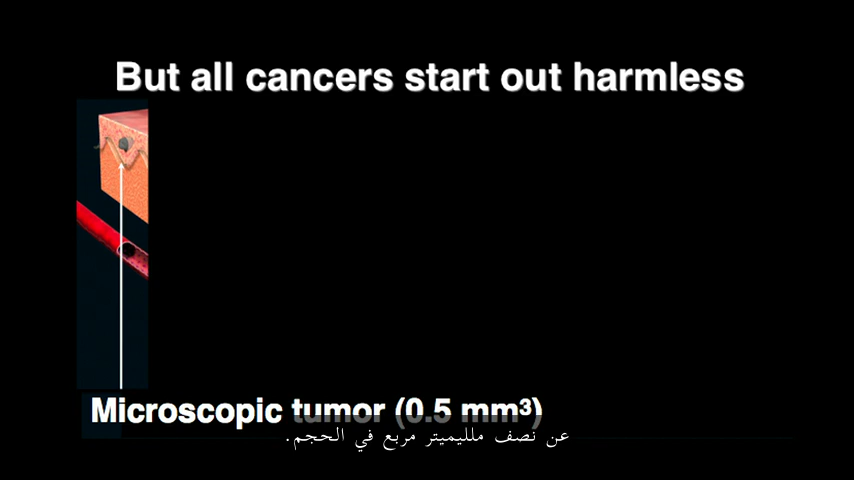 But all cancers start out harmless
Microscopic tumor (0.5 mm³)
عن نصف ملليميتر مربع في الحجم.